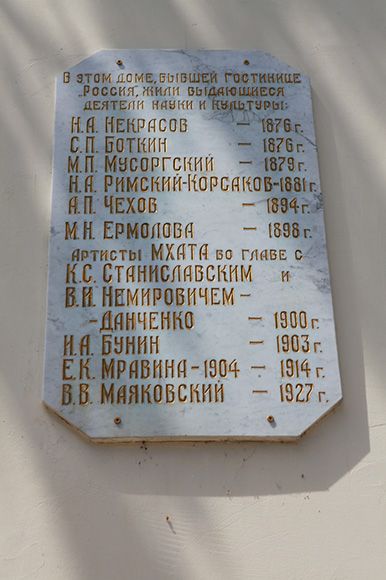 В ЭТОМ ДОМЕ, БЫВШЕЙ ГОСТИНИЦЕ
„РОССИЯ", ЖИЛИ ВЫДАЮЩИЕСЯ
ДЕЯТЕЛИ НАУКИ И КУЛЬТУРЫ:
Н.А. НЕКРАСОВ – 1876 г.
С.П. БОТКИН – 1876 г.
М.П. МУСОРГСКИЙ – 1879 г.
Н.А. РИМСКИЙ-КОРСАКОВ-1881 г.
А.П. ЧЕХОВ – 1894 г.
М.Н. ЕРМОЛОВА – 1898 г.
АРТИСТЫ МХАТА ВО ГЛАВЕ С
К.С. СТАНИСЛАВСКИМ И
В.И. НЕМИРОВИЧЕМ –
–ДАНЧЕНКО – 1900 г.
И.А. БУНИН – 1903 г.
Е.К. МРАВИНА – 1904 – 1914 г.
В.В. МАЯКОВСКИЙ – 1927 г.